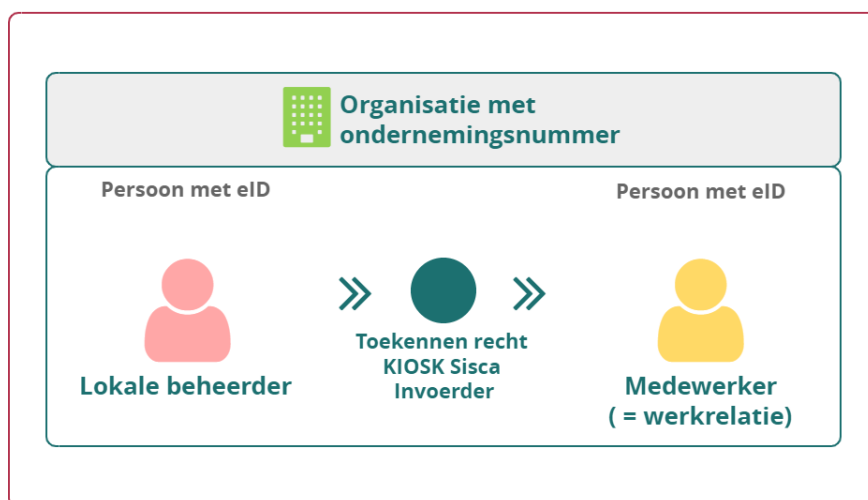 Organisatie met
ondernemingsnummer
Persoon met eID
Persoon met eID
Toekennen recht
KIOSK Sisca
Invoerder
Lokale beheerder
Medewerker
( = werkrelatie)